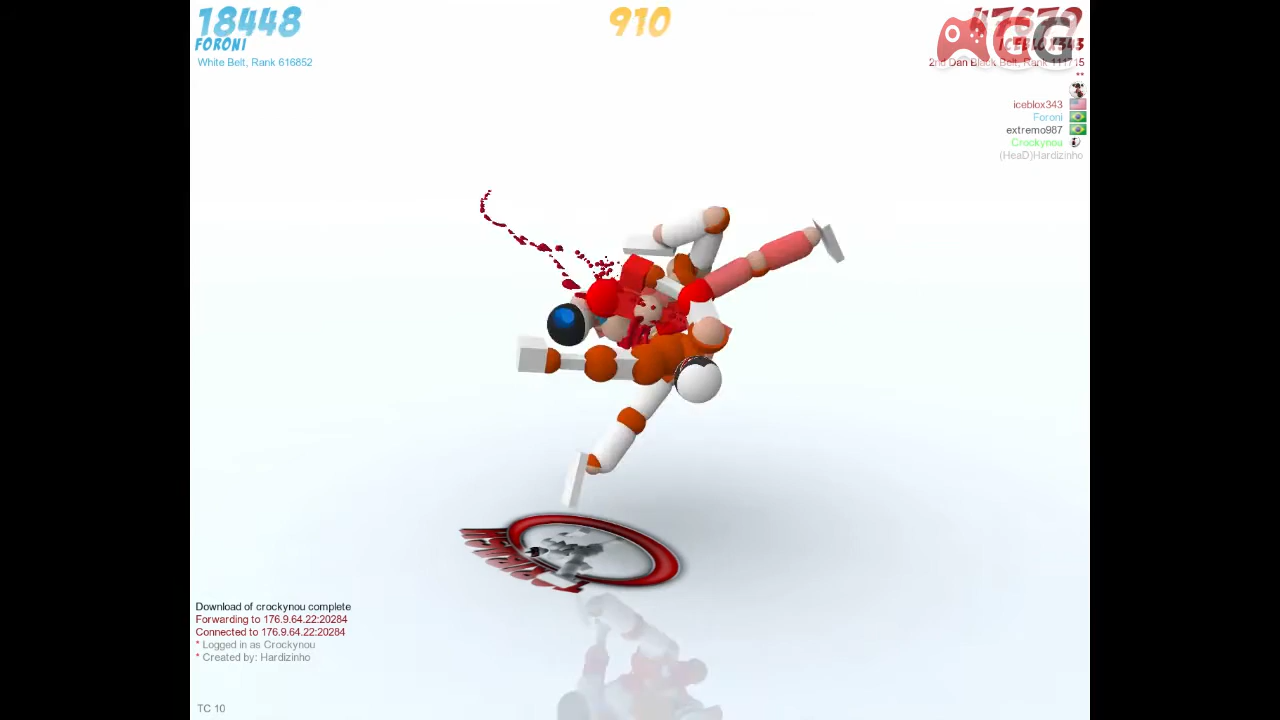 18448
FORONI
White Belt, Rank 616852
910
GG
2nd Dan Black Belt, Rank 111715
iceblox343
Foroni
extremo987
Crockynou
(HeaD)Hardizinho
Download of crockynou complete
Forwarding to 176.9.64.22:20284
Connected to 176.9.64.22:20284
* Logged in as Crockynou
* Created by: Hardizinho
TC 10